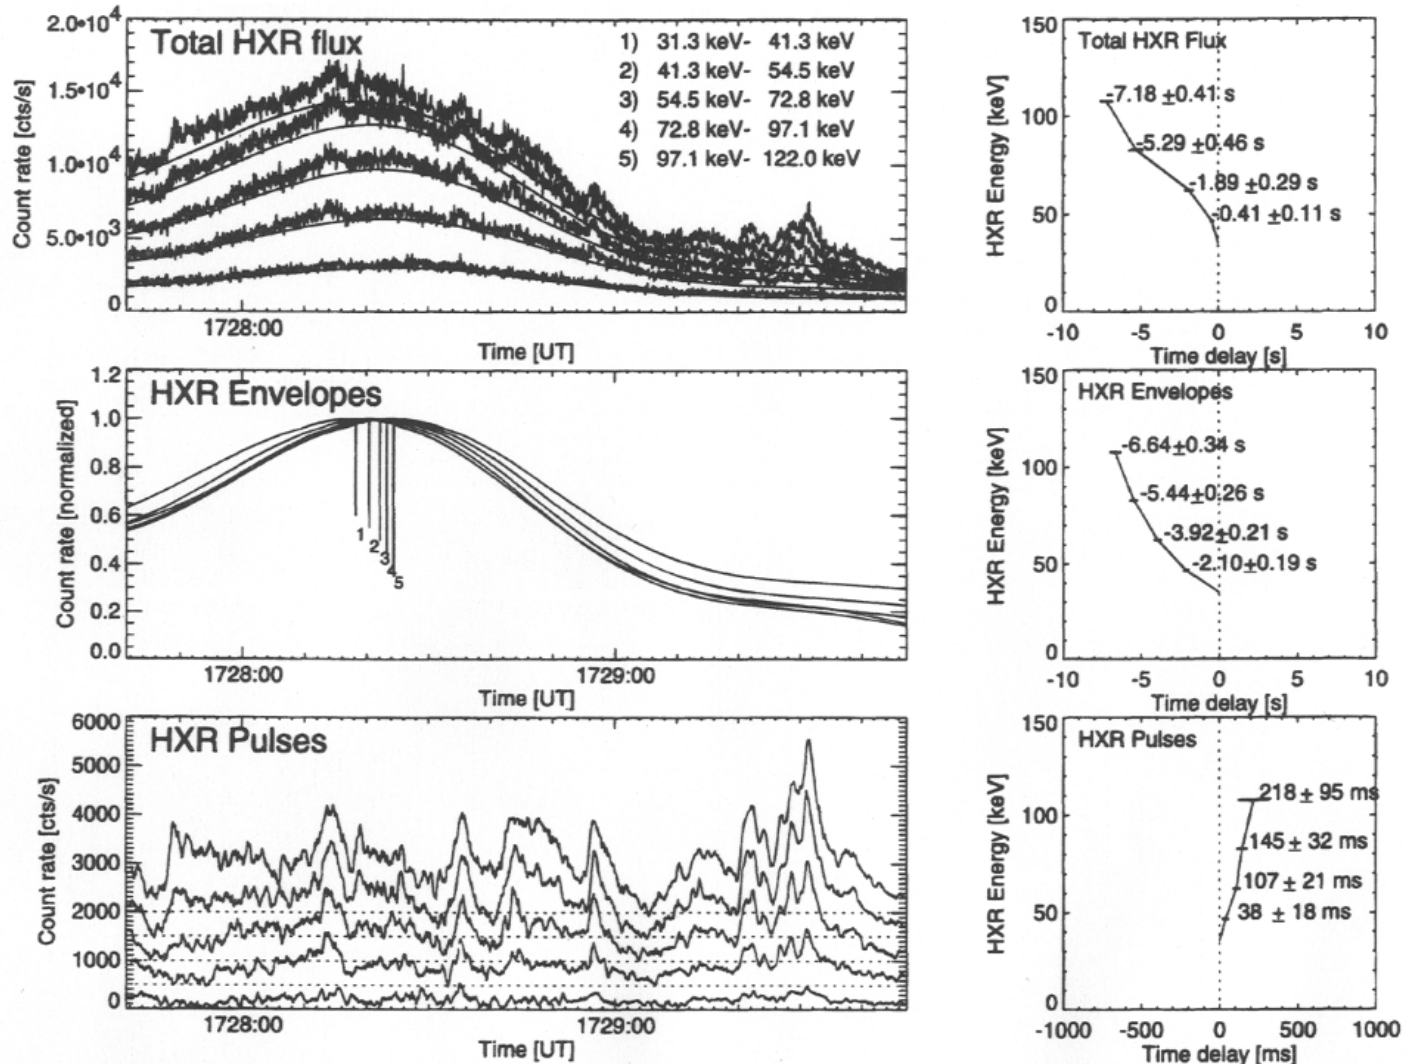 Total HXR flux
1) 31.3 keV- 41.3 keV
2) 41.3 keV- 54.5 keV
3) 54.5 keV- 72.8 keV
4) 72.8 keV- 97.1 keV
5) 97.1 keV- 122.0 keV
2.0•10⁴
1.5•10⁴
1.0•10⁴
5.0•10³
0
Count rate [cts/s]
1728:00
Time [UT]
Total HXR Flux
150
100
50
0
HXR Energy [keV]
-7.18 ±0.41 s
-5.29 ±0.46 s
-1.89 ±0.29 s
-0.41 ±0.11 s
-10 -5 0 5 10
Time delay [s]
HXR Envelopes
1.2
1.0
0.8
0.6
0.4
0.2
0.0
Count rate [normalized]
1
2
3
4
5
1728:00 1729:00
Time [UT]
HXR Envelopes
150
100
50
0
HXR Energy [keV]
-6.64±0.34 s
-5.44±0.26 s
-3.92±0.21 s
-2.10±0.19 s
-10 -5 0 5 10
Time delay [s]
HXR Pulses
6000
5000
4000
3000
2000
1000
0
Count rate [cts/s]
1728:00 1729:00
Time [UT]
HXR Pulses
150
100
50
0
HXR Energy [keV]
218 ± 95 ms
145 ± 32 ms
107 ± 21 ms
38 ± 18 ms
-1000 -500 0 500 1000
Time delay [ms]